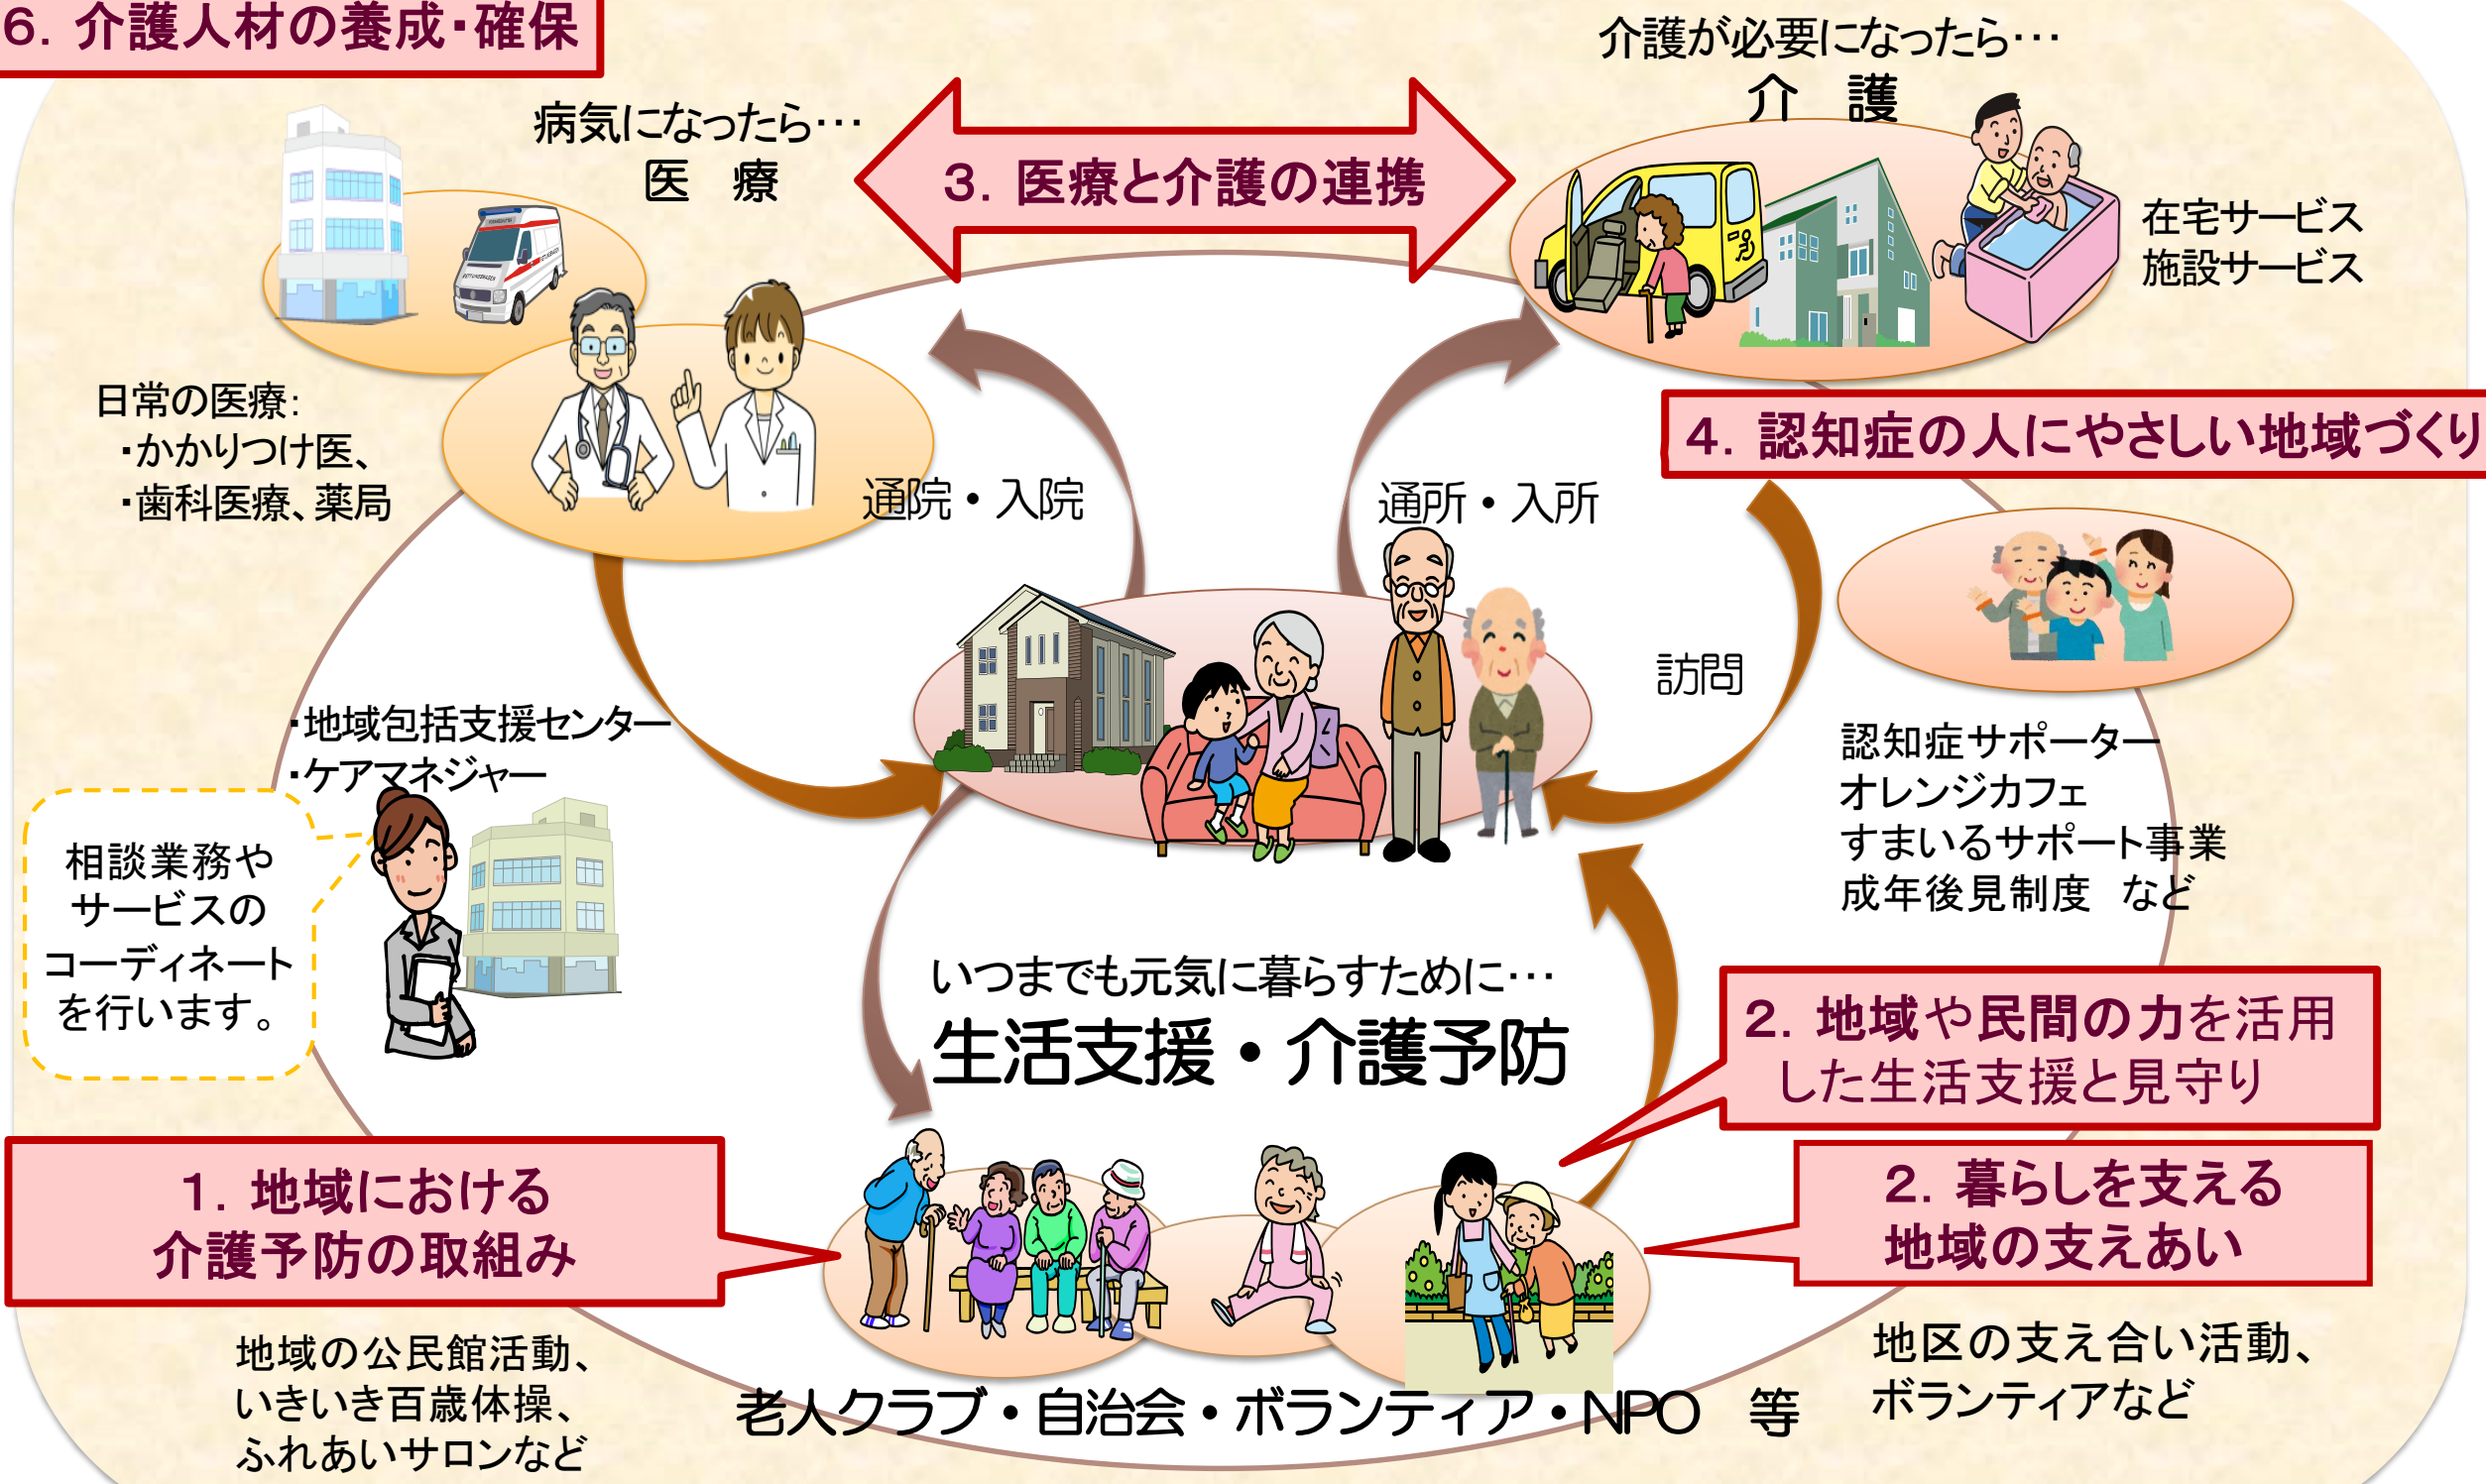 ６．介護人材の養成・確保
介護が必要になったら…
介　護
病気になったら…
医　療
３．医療と介護の連携
在宅サービス
施設サービス
日常の医療：
・かかりつけ医、
・歯科医療、薬局
４．認知症の人にやさしい地域づくり
通院・入院
通所・入所
訪問
・地域包括支援センター
・ケアマネジャー
認知症サポーター
オレンジカフェ
すまいるサポート事業
成年後見制度　など
相談業務や
サービスの
コーディネート
を行います。
いつまでも元気に暮らすために…
生活支援・介護予防
２．地域や民間の力を活用
した生活支援と見守り
１．地域における
介護予防の取組み
２．暮らしを支える
地域の支えあい
地域の公民館活動、
いきいき百歳体操、
ふれあいサロンなど
地区の支え合い活動、
ボランティアなど
老人クラブ・自治会・ボランティア・NPO　等